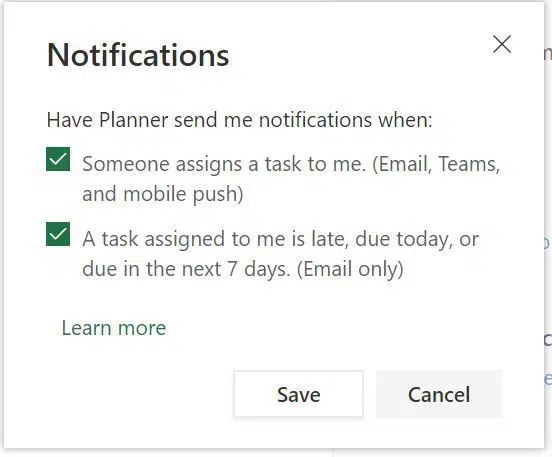 Notifications
Have Planner send me notifications when:
Someone assigns a task to me. (Email, Teams,
and mobile push)
A task assigned to me is late, due today, or
due in the next 7 days. (Email only)
Learn more
Save
Cancel